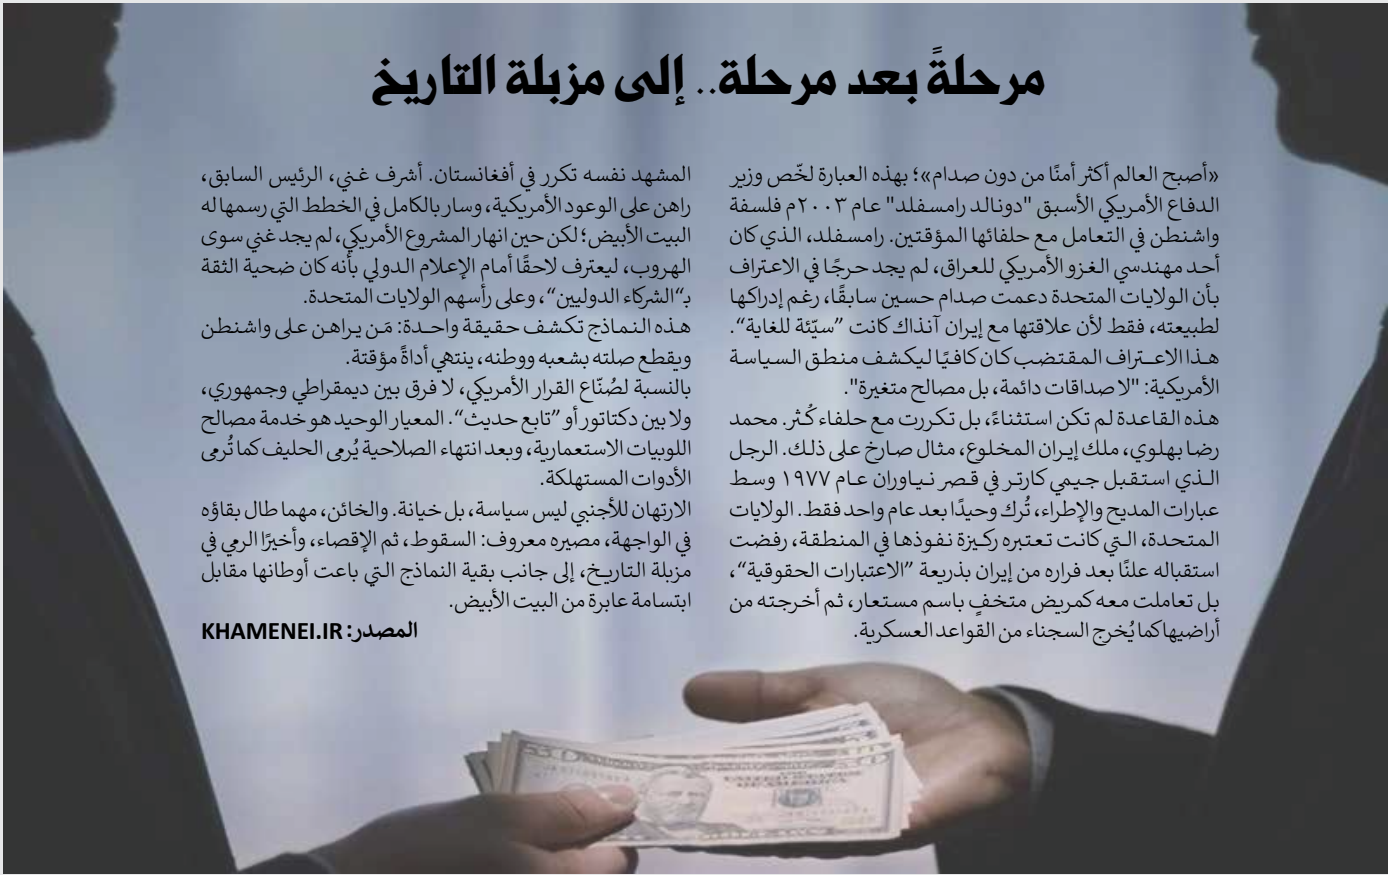 مرحلةً بعد مرحلة.. إلى مزبلة التاريخ
«أصبح العالم أكثر أمنًا من دون صدام»؛ بهذه العبارة لخّص وزير
الدفاع الأمريكي الأسبق "دونالد رامسفلد" عام ٢٠٠٣م فلسفة
واشنطن في التعامل مع حلفائها المؤقتين. رامسفلد، الذي كان
أحد مهندسي الغزو الأمريكي للعراق، لم يجد حرجًا في الاعتراف
بأن الولايات المتحدة دعمت صدام حسين سابقًا، رغم إدراكها
لطبيعته، فقط لأن علاقتها مع إيران آنذاك كانت ”سيّئة للغاية“.
هذا الاعتراف المقتضب كان كافيًا ليكشف منطق السياسة
الأمريكية: "لا صداقات دائمة، بل مصالح متغيرة".
هذه القاعدة لم تكن استثناءً، بل تكررت مع حلفاء كُثر. محمد
رضا بهلوي، ملك إيران المخلوع، مثال صارخ على ذلك. الرجل
الذي استقبل جيمي كارتر في قصر نياوران عام ١٩٧٧ وسط
عبارات المديح والإطراء، تُرك وحيدًا بعد عام واحد فقط. الولايات
المتحدة، التي كانت تعتبره ركيزة نفوذها في المنطقة، رفضت
استقباله علنًا بعد فراره من إيران بذريعة ”الاعتبارات الحقوقية“،
بل تعاملت معه كمريض متخفٍ باسم مستعار، ثم أخرجته من
أراضيها كما يُخرج السجناء من القواعد العسكرية.
المشهد نفسه تكرر في أفغانستان. أشرف غني، الرئيس السابق،
راهن على الوعود الأمريكية، وسار بالكامل في الخطط التي رسمها له
البيت الأبيض؛ لكن حين انهار المشروع الأمريكي، لم يجد غني سوى
الهروب، ليعترف لاحقًا أمام الإعلام الدولي بأنه كان ضحية الثقة
بـ“الشركاء الدوليين“، وعلى رأسهم الولايات المتحدة.
هذه النماذج تكشف حقيقة واحدة: مَن يراهن على واشنطن
ويقطع صلته بشعبه ووطنه، ينتهي أداةً مؤقتة.
بالنسبة لصُنّاع القرار الأمريكي، لا فرق بين ديمقراطي وجمهوري،
ولا بين دكتاتور أو ”تابع حديث“. المعيار الوحيد هو خدمة مصالح
اللوبيات الاستعمارية، وبعد انتهاء الصلاحية يُرمى الحليف كما تُرمى
الأدوات المستهلكة.
الارتهان للأجنبي ليس سياسة، بل خيانة. والخائن، مهما طال بقاؤه
في الواجهة، مصيره معروف: السقوط، ثم الإقصاء، وأخيرًا الرمي في
مزبلة التاريخ، إلى جانب بقية النماذج التي باعت أوطانها مقابل
ابتسامة عابرة من البيت الأبيض.
المصدر: KHAMENEI.IR